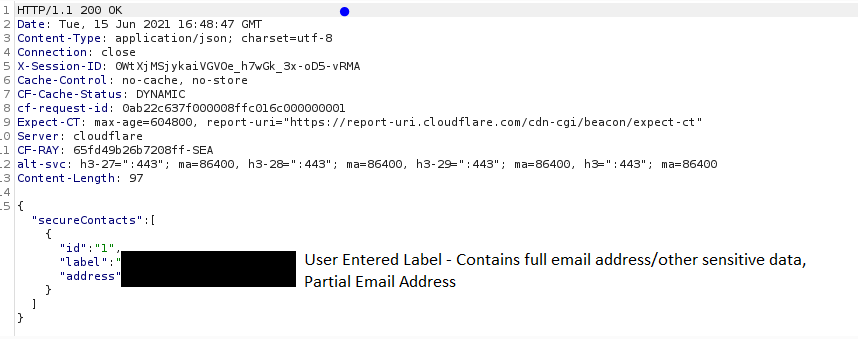 1 HTTP/1.1 200 OK
2 Date: Tue, 15 Jun 2021 16:48:47 GMT
3 Content-Type: application/json; charset=utf-8
4 Connection: close
5 X-Session-ID: OWtXjMSjykaiVGVOe_h7wGk_3x-oD5-vRMA
6 Cache-Control: no-cache, no-store
7 CF-Cache-Status: DYNAMIC
8 cf-request-id: 0ab22c637f000008ffc016c000000001
9 Expect-CT: max-age=604800, report-uri="https://report-uri.cloudflare.com/cdn-cgi/beacon/expect-ct"
10 Server: cloudflare
11 CF-RAY: 65fd49b26b7208ff-SEA
12 alt-svc: h3-27=":443"; ma=86400, h3-28=":443"; ma=86400, h3-29=":443"; ma=86400, h3=":443"; ma=86400
13 Content-Length: 97
14
15
{
"secureContacts":[
{
"id":"1",
"label":" User Entered Label - Contains full email address/other sensitive data,
"address" Partial Email Address
}
]
}